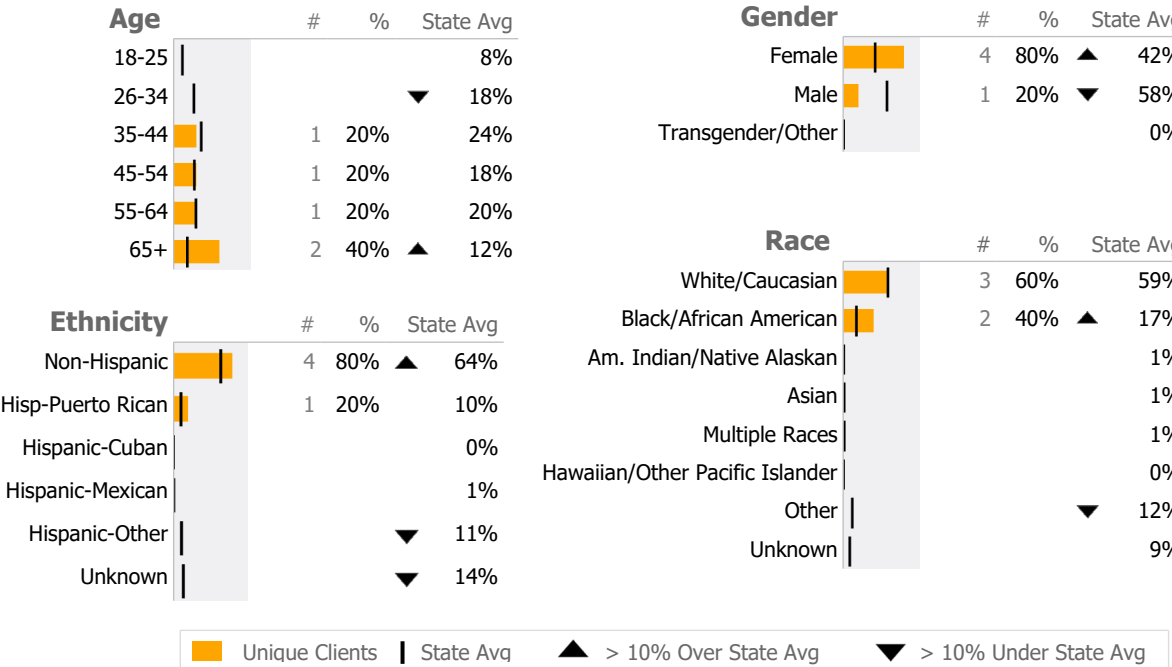 Age # % State Avg
18-25 8%
26-34 ▼ 18%
35-44 1 20% 24%
45-54 1 20% 18%
55-64 1 20% 20%
65+ 2 40% ▲ 12%
Ethnicity # % State Avg
Non-Hispanic 4 80% ▲ 64%
Hisp-Puerto Rican 1 20% 10%
Hispanic-Cuban 0%
Hispanic-Mexican 1%
Hispanic-Other ▼ 11%
Unknown ▼ 14%
Gender # % State Avg
Female 4 80% ▲ 42%
Male 1 20% ▼ 58%
Transgender/Other 0%
Race # % State Avg
White/Caucasian 3 60% 59%
Black/African American 2 40% ▲ 17%
Am. Indian/Native Alaskan 1%
Asian 1%
Multiple Races 1%
Hawaiian/Other Pacific Islander 0%
Other ▼ 12%
Unknown 9%
Unique Clients State Avg ▲ > 10% Over State Avg ▼ > 10% Under State Avg